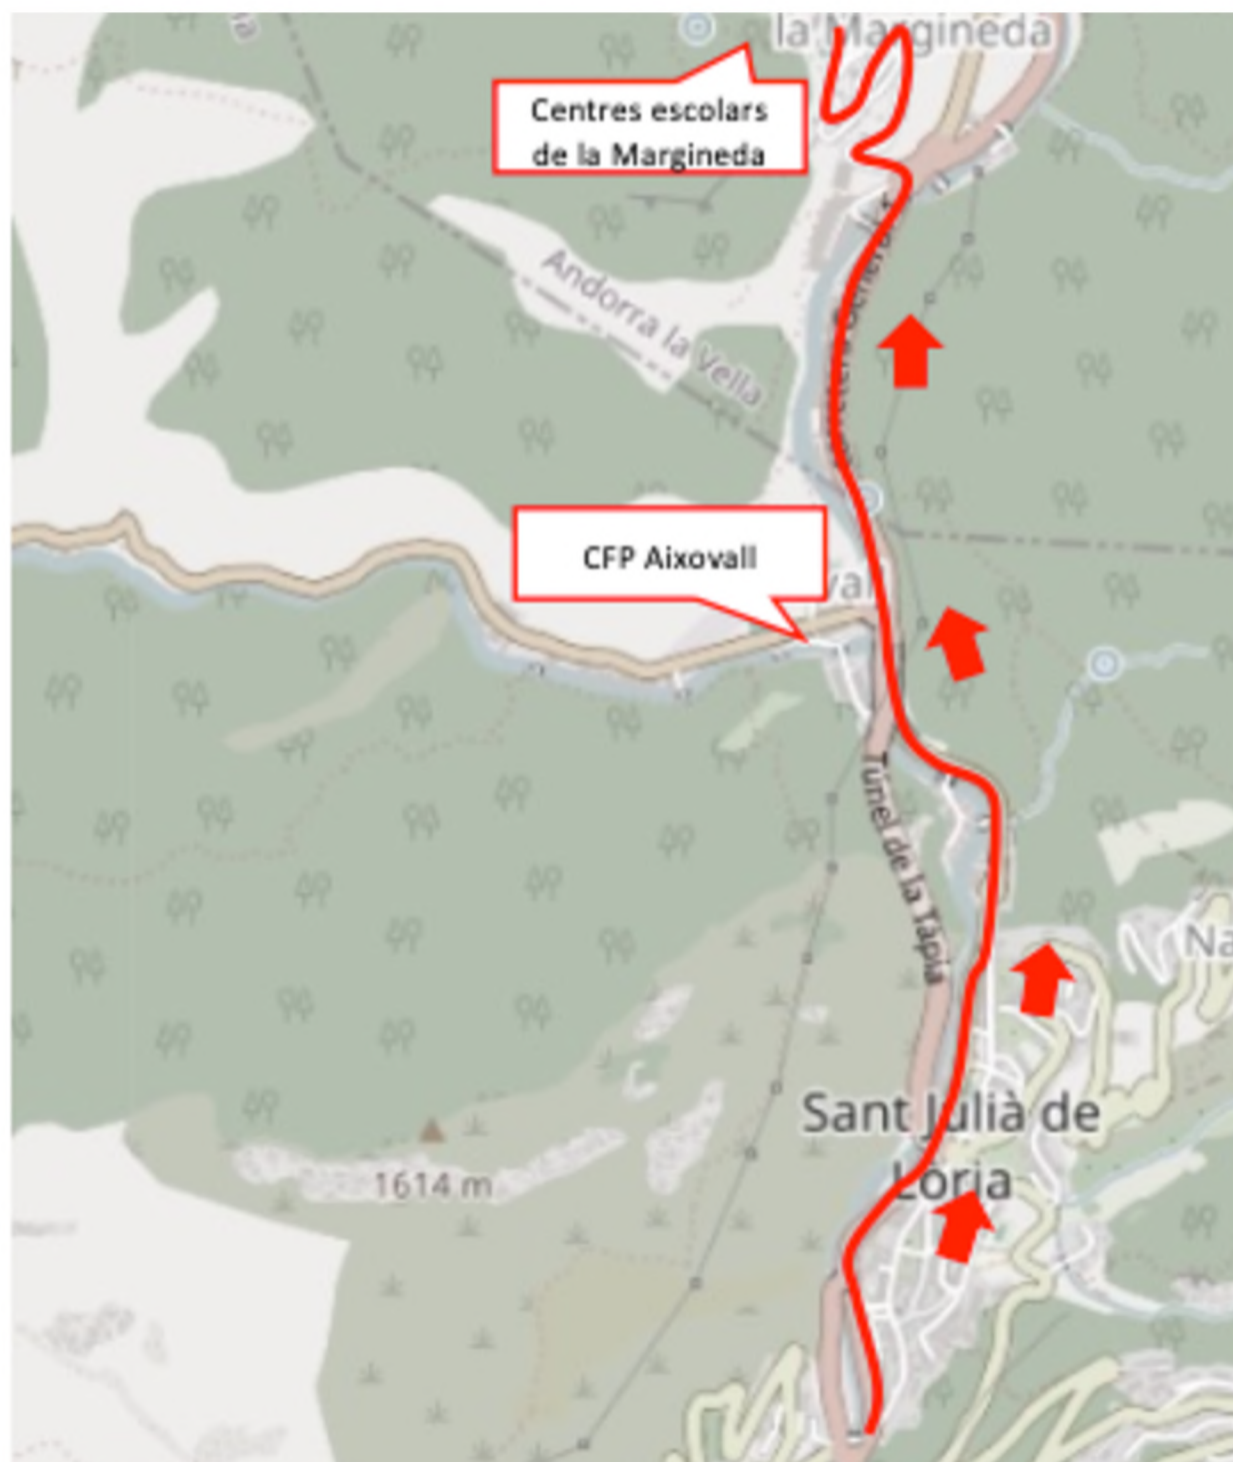 la Margineda
Centres escolars
de la Margineda
Andorra la Vella
CFP Aixovall
Túnel de la Tàpia
Na
Sant Julià de
Lòria
1614 m